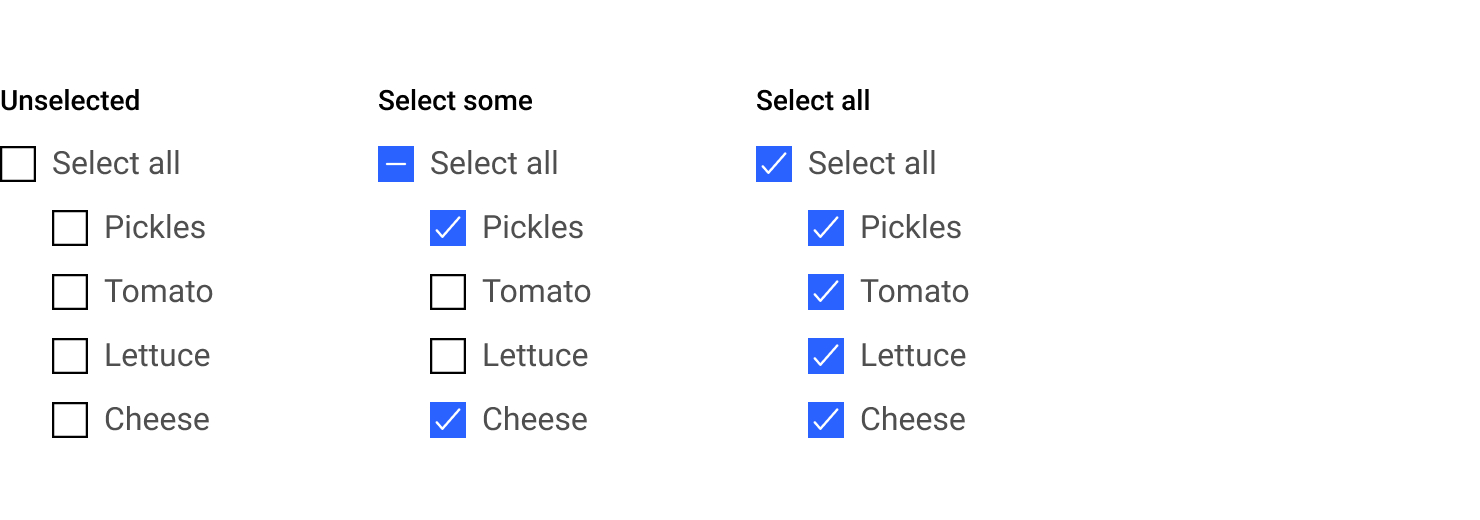 Unselected
Select all
Pickles
Tomato
Lettuce
Cheese
Select some
Select all
Pickles
Tomato
Lettuce
Cheese
Select all
Select all
Pickles
Tomato
Lettuce
Cheese